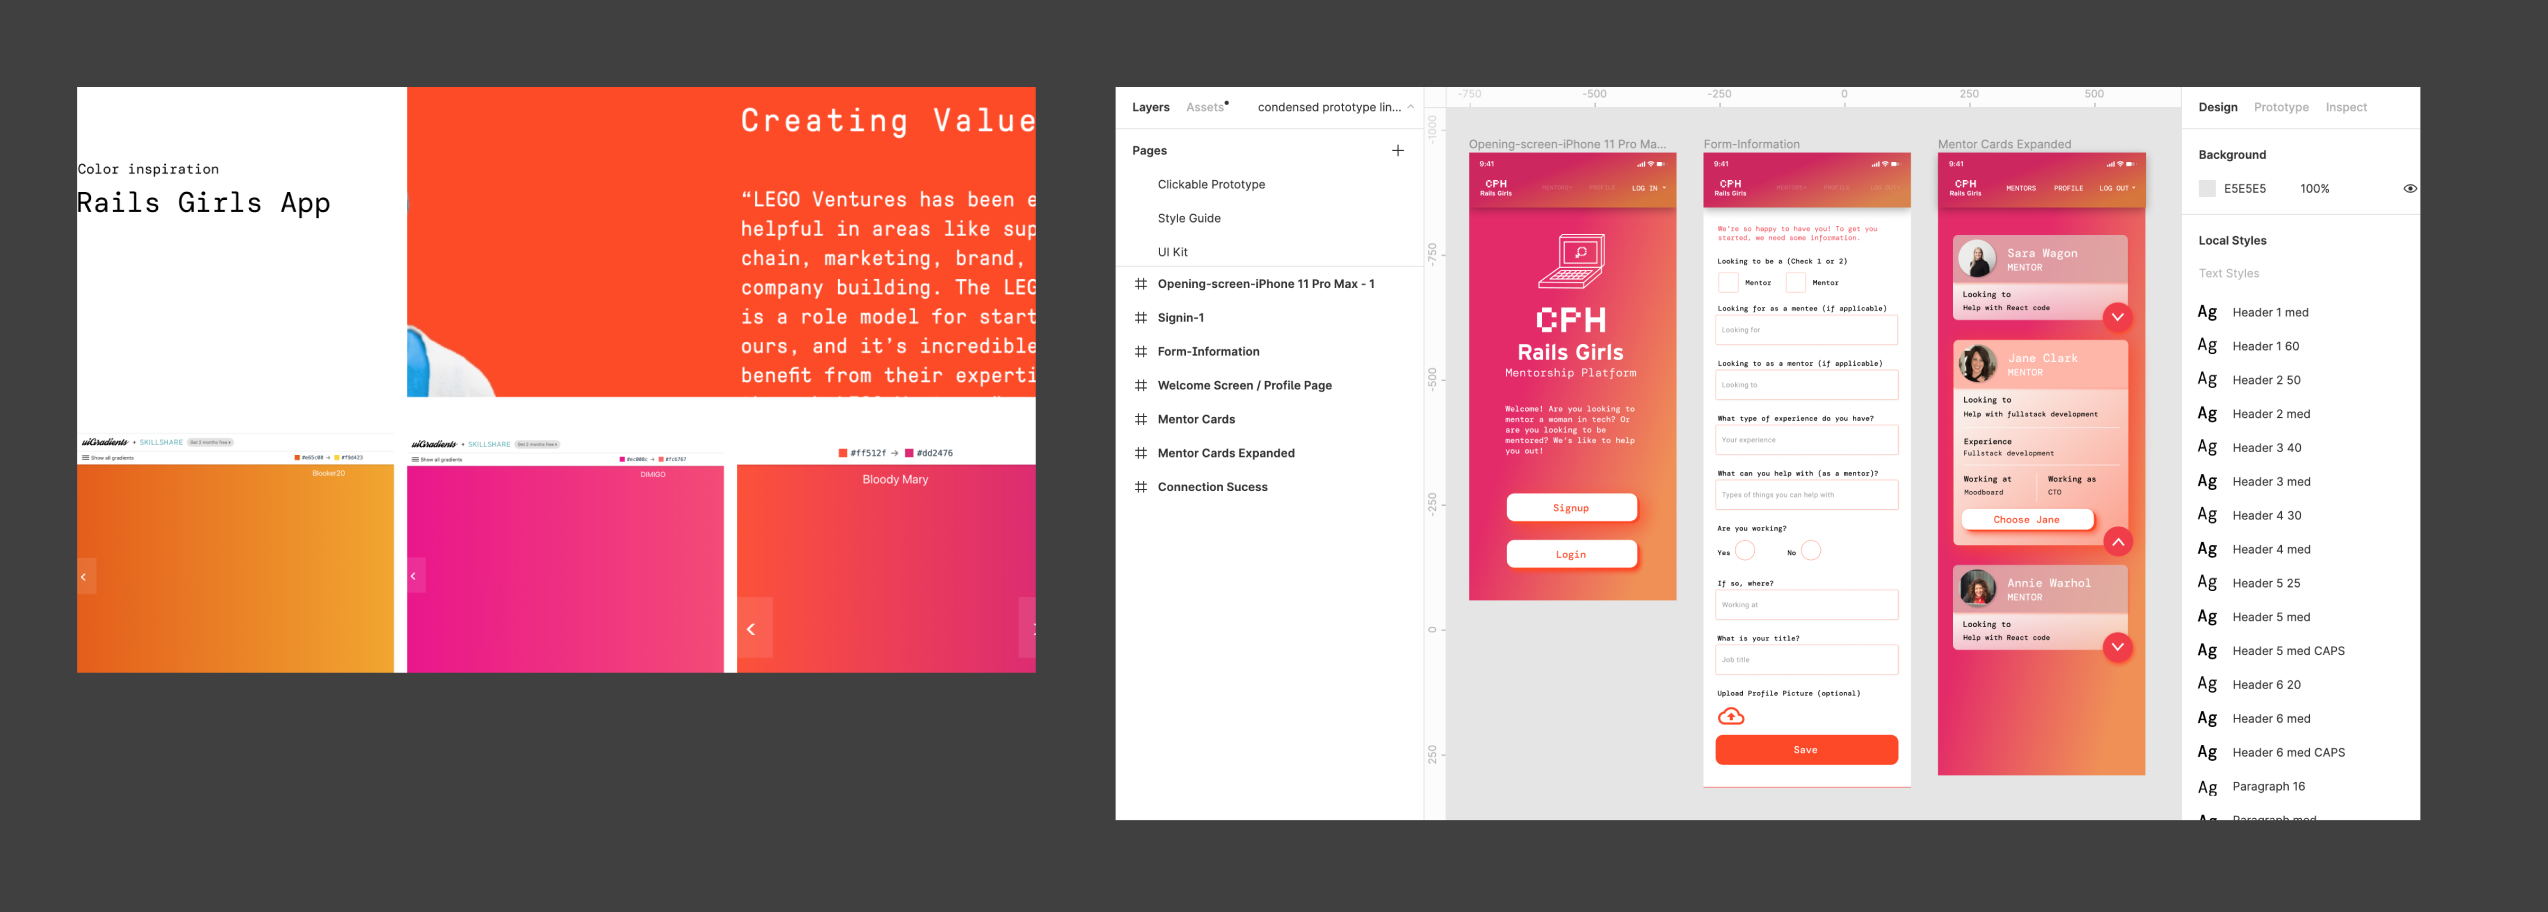 Color inspiration
Rails Girls App
Creating Value
“LEGO Ventures has been e
helpful in areas like sup
chain, marketing, brand,
company building. The LEG
is a role model for start
ours, and it’s incredible
benefit from their experti
uiGradients + SKILLSHARE Get 2 months free
Show all gradients
#e65c00 → #f9d423
Blooker20
uiGradients + SKILLSHARE Get 2 months free
Show all gradients
#ec008c → #fc6767
DIMIGO
#ff512f → #dd2476
Bloody Mary
Layers Assets condensed prototype lin...
Pages
Clickable Prototype
Style Guide
UI Kit
Opening-screen-iPhone 11 Pro Max - 1
Signin-1
Form-Information
Welcome Screen / Profile Page
Mentor Cards
Mentor Cards Expanded
Connection Sucess
-750 -500 -250 0 250 500
-1000
-750
-500
-250
0
250
Opening-screen-iPhone 11 Pro Ma...
9:41
CPH
Rails Girls
MENTORS PROFILE LOG IN
CPH
Rails Girls
Mentorship Platform
Welcome! Are you looking to
mentor a woman in tech? Or
are you looking to be
mentored? We’s like to help
you out!
Signup
Login
Form-Information
9:41
CPH
Rails Girls
MENTORS PROFILE LOG OUT
We’re so happy to have you! To get you
started, we need some information.
Looking to be a (Check 1 or 2)
Mentor Mentor
Looking for as a mentee (if applicable)
Looking for
Looking to as a mentor (if applicable)
Looking to
What type of experience do you have?
Your experience
What can you help with (as a mentor)?
Types of things you can help with
Are you working?
Yes No
If so, where?
Working at
What is your title?
Job title
Upload Profile Picture (optional)
Save
Mentor Cards Expanded
9:41
CPH
Rails Girls
MENTORS PROFILE LOG OUT
Sara Wagon
MENTOR
Looking to
Help with React code
Jane Clark
MENTOR
Looking to
Help with fullstack development
Experience
Fullstack development
Working at Working as
Moodboard CTO
Choose Jane
Annie Warhol
MENTOR
Looking to
Help with React code
Design Prototype Inspect
Background
E5E5E5 100%
Local Styles
Text Styles
Ag Header 1 med
Ag Header 1 60
Ag Header 2 50
Ag Header 2 med
Ag Header 3 40
Ag Header 3 med
Ag Header 4 30
Ag Header 4 med
Ag Header 5 25
Ag Header 5 med
Ag Header 5 med CAPS
Ag Header 6 20
Ag Header 6 med
Ag Header 6 med CAPS
Ag Paragraph 16
Ag Paragraph med